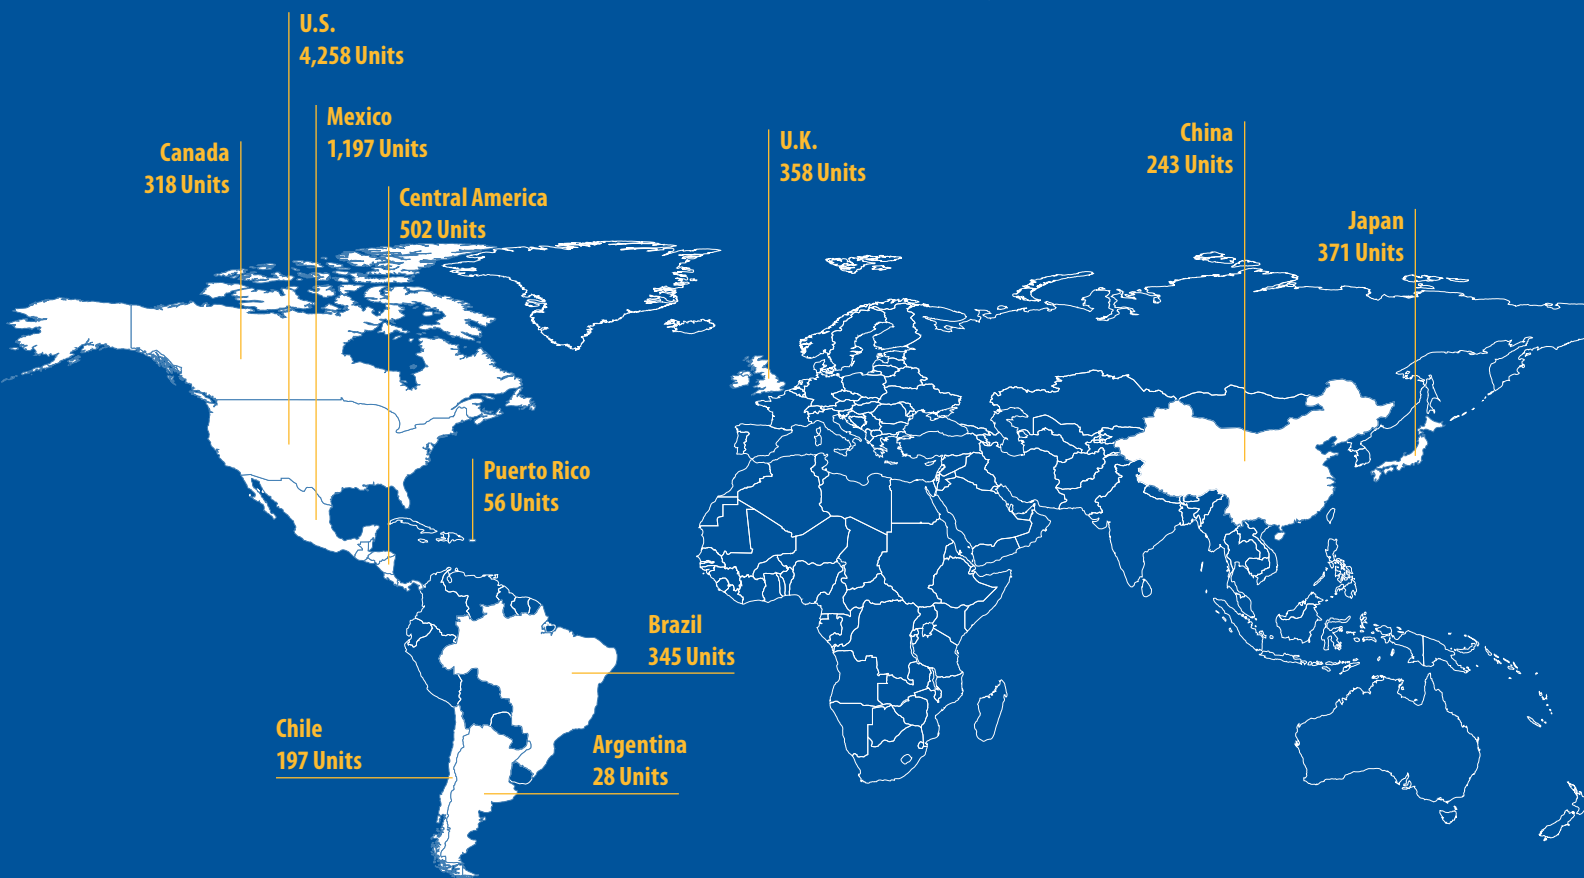 U.S.
4,258 Units
Mexico
1,197 Units
Canada
318 Units
Central America
502 Units
U.K.
358 Units
China
243 Units
Japan
371 Units
Puerto Rico
56 Units
Brazil
345 Units
Chile
197 Units
Argentina
28 Units